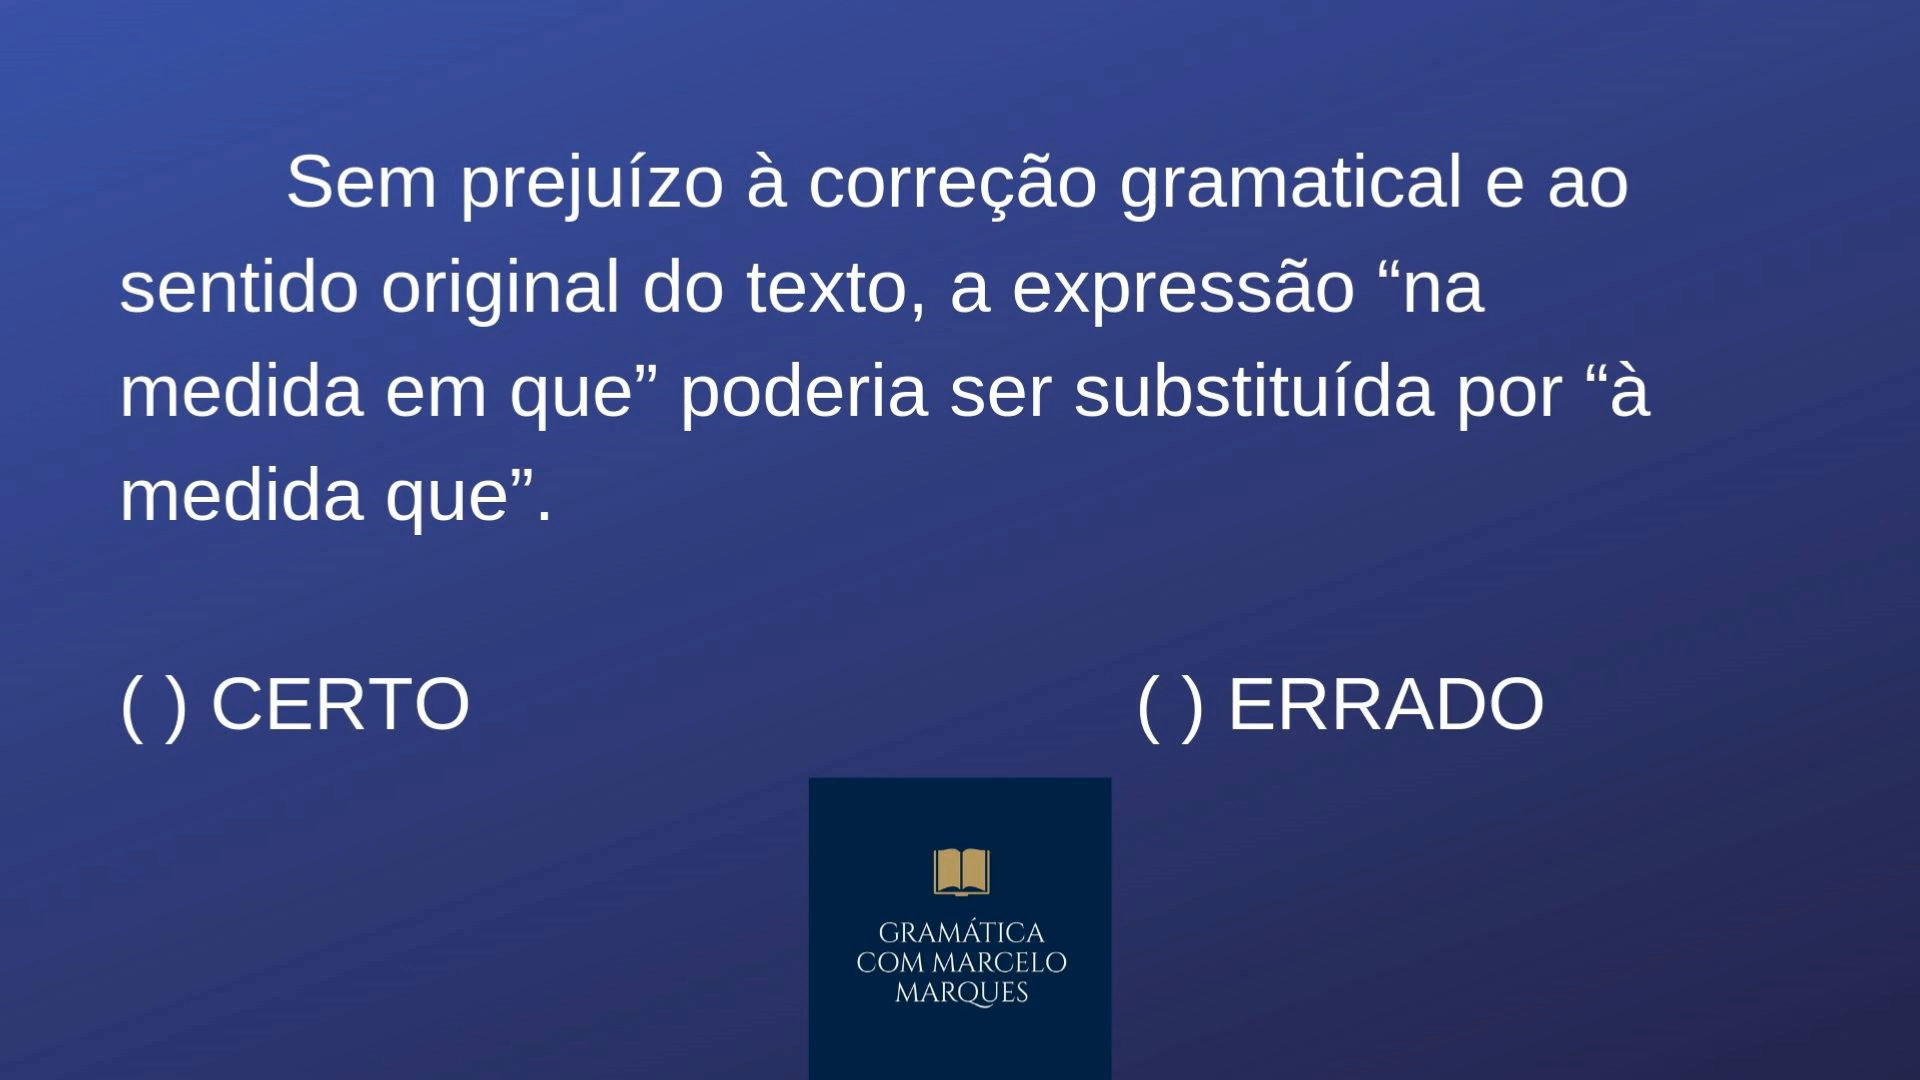 Sem prejuízo à correção gramatical e ao
sentido original do texto, a expressão “na
medida em que” poderia ser substituída por “à
medida que”.
( ) CERTO ( ) ERRADO
GRAMÁTICA
COM MARCELO
MARQUES